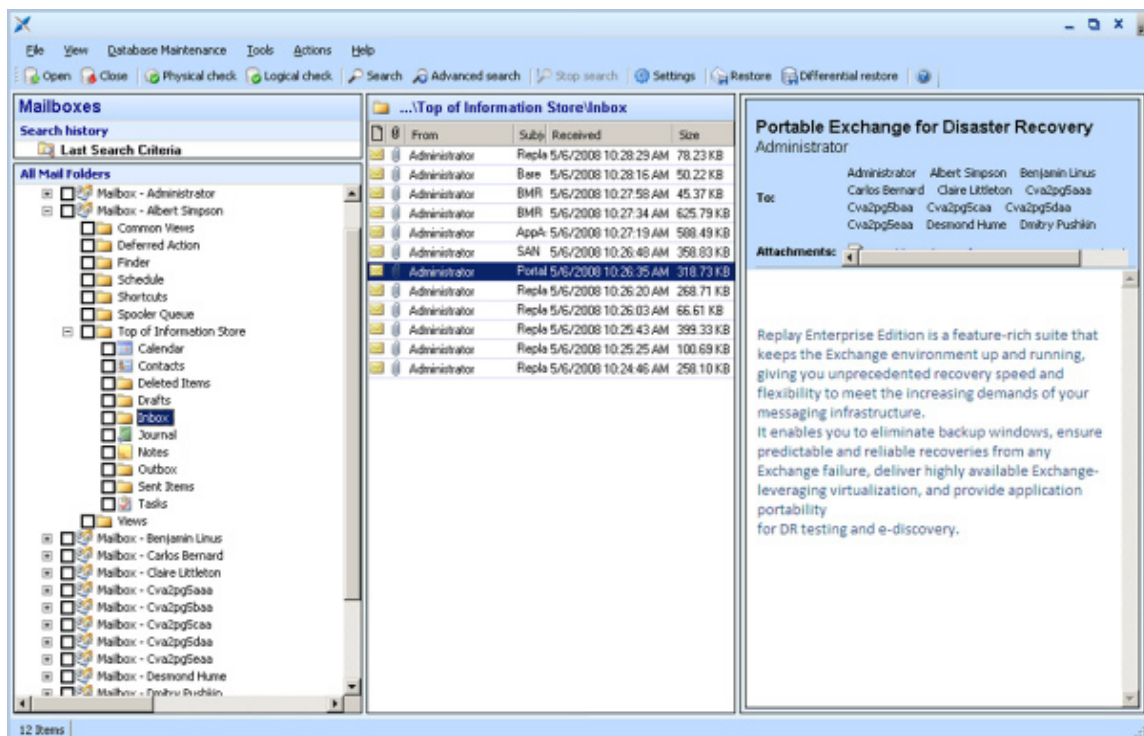 File View Database Maintenance Tools Actions Help
Open Close Physical check Logical check Search Advanced search Stop search Settings Restore Differential restore
Mailboxes
Search history
Last Search Criteria
All Mail Folders
Mailbox - Administrator
Mailbox - Albert Simpson
Common Views
Deferred Action
Finder
Schedule
Shortcuts
Spooler Queue
Top of Information Store
Calendar
Contacts
Deleted Items
Drafts
Inbox
Journal
Notes
Outbox
Sent Items
Tasks
Views
Mailbox - Benjamin Linus
Mailbox - Carlos Bernard
Mailbox - Claire Littleton
Mailbox - Cva2pg5aaa
Mailbox - Cva2pg5baa
Mailbox - Cva2pg5caa
Mailbox - Cva2pg5daa
Mailbox - Cva2pg5eaa
Mailbox - Desmond Hume
Mailbox - Dmitry Pushkin
...\Top of Information Store\Inbox
From Subj Received Size
Administrator Repla 5/6/2008 10:28:29 AM 78.23 KB
Administrator Bare 5/6/2008 10:28:16 AM 50.22 KB
Administrator BMR 5/6/2008 10:27:58 AM 45.37 KB
Administrator BMR 5/6/2008 10:27:34 AM 625.79 KB
Administrator AppA 5/6/2008 10:27:19 AM 588.49 KB
Administrator SAN 5/6/2008 10:26:48 AM 358.83 KB
Administrator Portal 5/6/2008 10:26:35 AM 318.73 KB
Administrator Repla 5/6/2008 10:26:20 AM 268.71 KB
Administrator Repla 5/6/2008 10:26:03 AM 66.61 KB
Administrator Repla 5/6/2008 10:25:43 AM 399.33 KB
Administrator Repla 5/6/2008 10:25:25 AM 100.69 KB
Administrator Repla 5/6/2008 10:24:46 AM 258.10 KB
Portable Exchange for Disaster Recovery
Administrator
To:
Administrator Albert Simpson Benjamin Linus
Carlos Bernard Claire Littleton Cva2pg5aaa
Cva2pg5baa Cva2pg5caa Cva2pg5daa
Cva2pg5eaa Desmond Hume Dmitry Pushkin
Attachments:
Replay Enterprise Edition is a feature-rich suite that
keeps the Exchange environment up and running,
giving you unprecedented recovery speed and
flexibility to meet the increasing demands of your
messaging infrastructure.
It enables you to eliminate backup windows, ensure
predictable and reliable recoveries from any
Exchange failure, deliver highly available Exchange-
leveraging virtualization, and provide application
portability
for DR testing and e-discovery.
12 Items